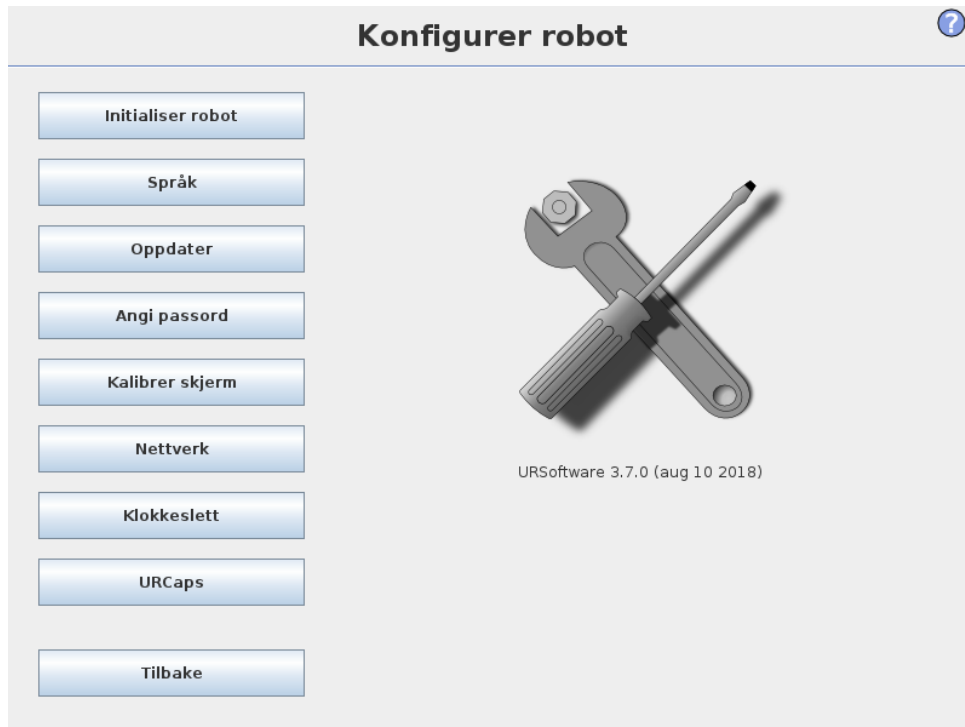 Konfigurer robot
?
Initialiser robot
Språk
Oppdater
Angi passord
Kalibrer skjerm
Nettverk
Klokkeslett
URCaps
Tilbake
URSoftware 3.7.0 (aug 10 2018)